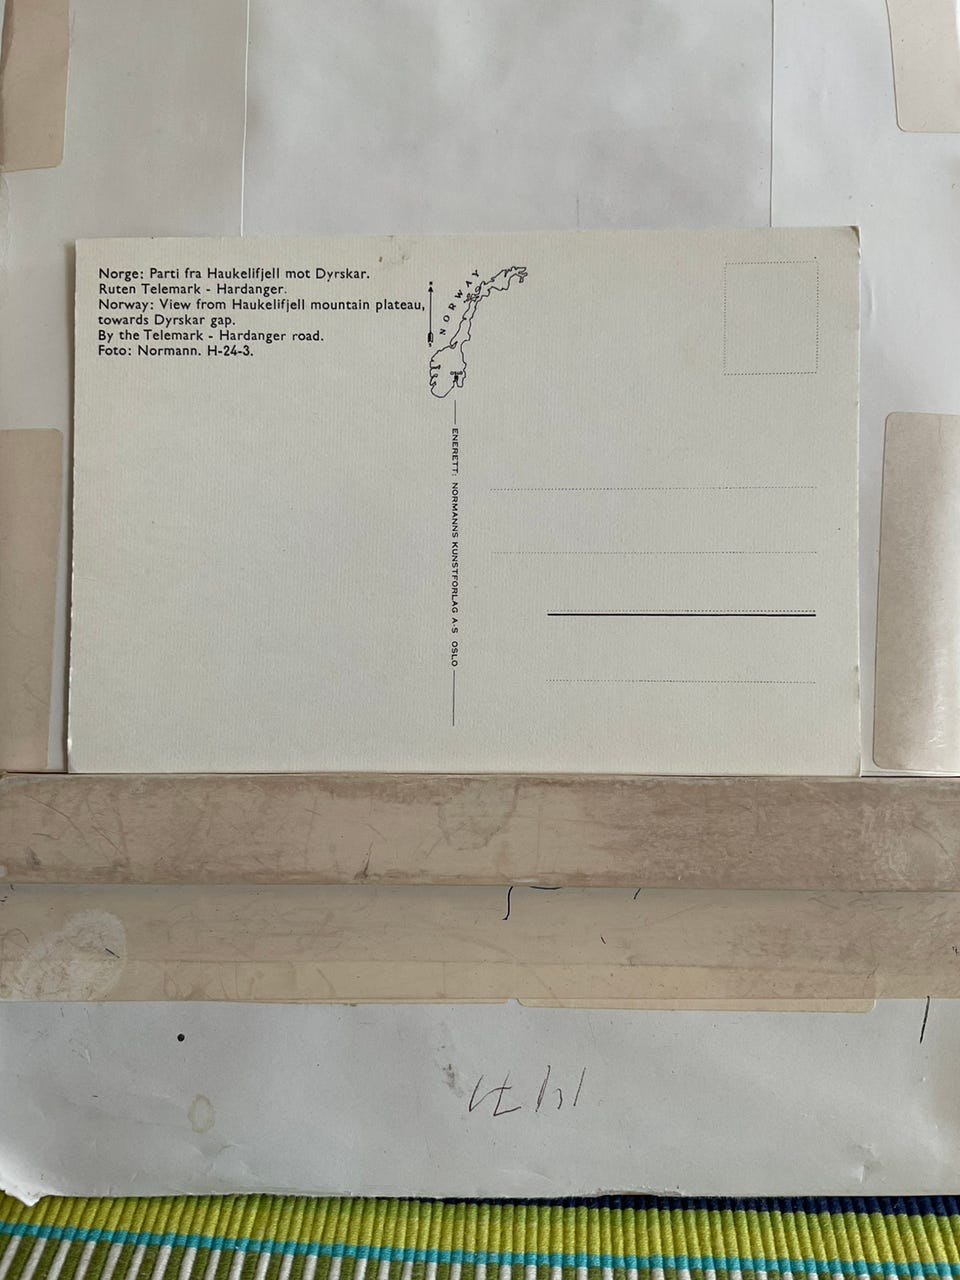 Norge: Parti fra Haukelifjell mot Dyrskar.
Ruten Telemark - Hardanger.
Norway: View from Haukelifjell mountain plateau,
towards Dyrskar gap.
By the Telemark - Hardanger road.
Foto: Normann. H-24-3.
NORWAY
OSLO
ENERETT: NORMANNS KUNSTFORLAG A-S OSLO